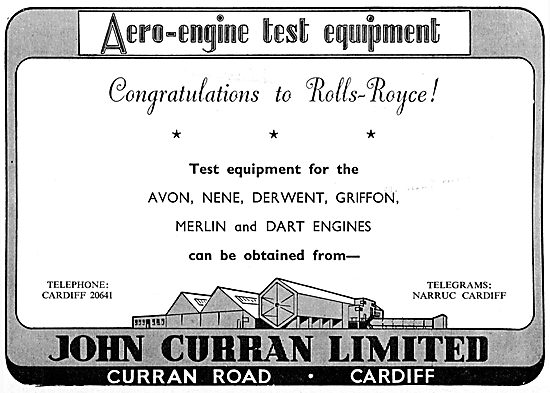 Aero-engine test equipment
Congratulations to Rolls-Royce!
* * *
Test equipment for the
AVON, NENE, DERWENT, GRIFFON,
MERLIN and DART ENGINES
can be obtained from—
TELEPHONE:
CARDIFF 20641
TELEGRAMS:
NARRUC CARDIFF
JOHN CURRAN LIMITED
CURRAN ROAD • CARDIFF